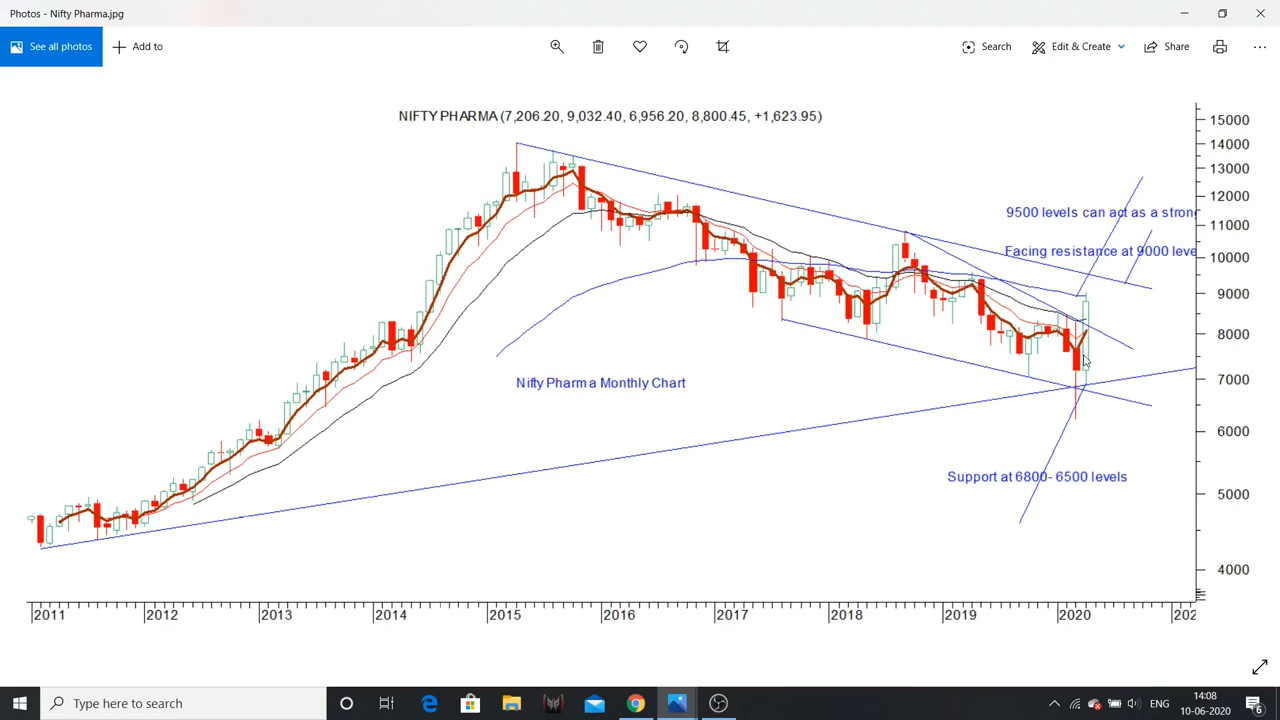 Photos - Nifty Pharma.jpg
See all photos
Add to
Search
Edit & Create
Share
NIFTY PHARMA (7,206.20, 9,032.40, 6,956.20, 8,800.45, +1,623.95)
15000
14000
13000
12000
11000
10000
9000
8000
7000
6000
5000
4000
9500 levels can act as a strong
Facing resistance at 9000 leve
Nifty Pharma Monthly Chart
Support at 6800- 6500 levels
2011 2012 2013 2014 2015 2016 2017 2018 2019 2020 202
Type here to search
ENG
14:08
10-06-2020
6